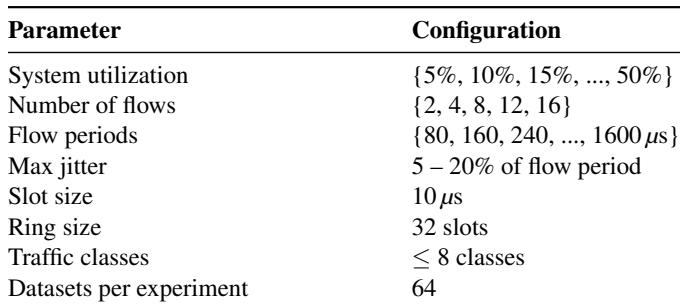 Parameter Configuration
System utilization {5%, 10%, 15%, ..., 50%}
Number of flows {2, 4, 8, 12, 16}
Flow periods {80, 160, 240, ..., 1600 μs}
Max jitter 5 – 20% of flow period
Slot size 10 μs
Ring size 32 slots
Traffic classes ≤ 8 classes
Datasets per experiment 64